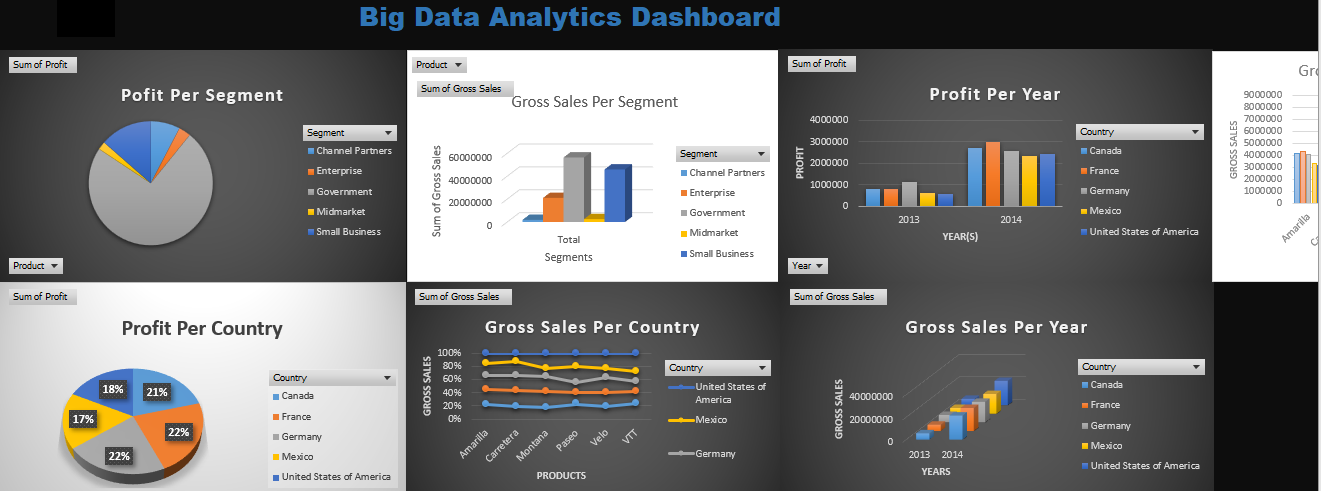 Big Data Analytics Dashboard
Sum of Profit
Pofit Per Segment
Segment
Channel Partners
Enterprise
Government
Midmarket
Small Business
Product
Product
Sum of Gross Sales
Gross Sales Per Segment
Sum of Gross Sales
60000000
40000000
20000000
0
Total
Segments
Segment
Channel Partners
Enterprise
Government
Midmarket
Small Business
Sum of Profit
Profit Per Year
PROFIT
4000000
3000000
2000000
1000000
0
2013
2014
YEAR(S)
Country
Canada
France
Germany
Mexico
United States of America
Year
Gr
GROSS SALES
9000000
8000000
7000000
6000000
5000000
4000000
3000000
2000000
1000000
0
Amarilla
Sum of Profit
Profit Per Country
18%
21%
17%
22%
22%
Country
Canada
France
Germany
Mexico
United States of America
Sum of Gross Sales
Gross Sales Per Country
GROSS SALES
100%
80%
60%
40%
20%
0%
Amarilla
Carretera
Montana
Paseo
Velo
VTT
PRODUCTS
Country
United States of
America
Mexico
Germany
Sum of Gross Sales
Gross Sales Per Year
GROSS SALES
40000000
20000000
0
2013
2014
YEARS
Country
Canada
France
Germany
Mexico
United States of America